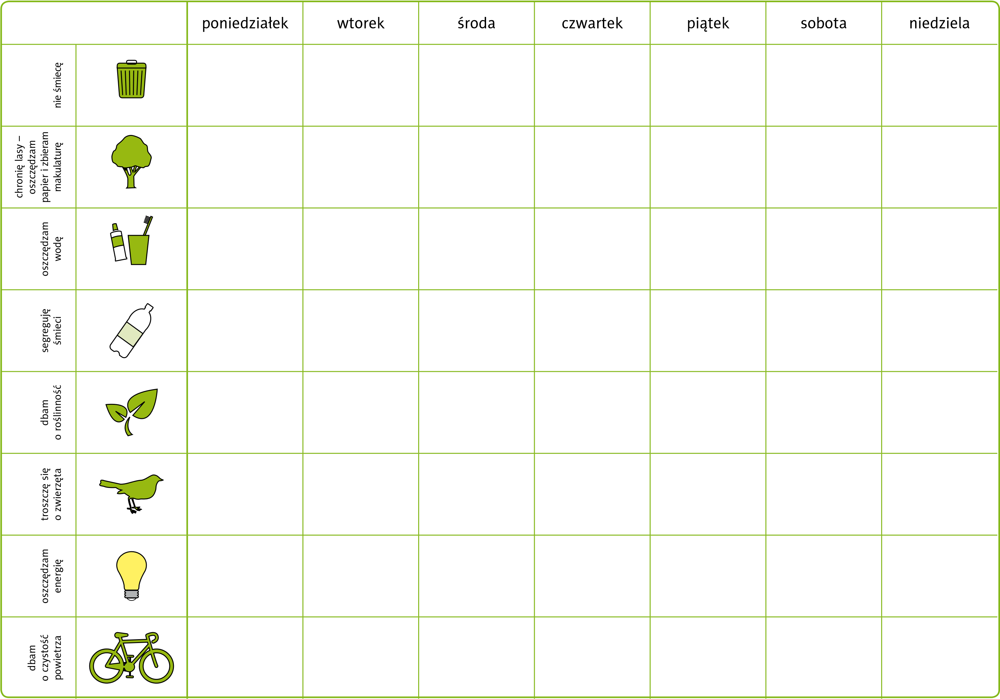 poniedziałek wtorek środa czwartek piątek sobota niedziela
nie śmiecę
chronię lasy –
oszczędzam
papier i zbieram
makulaturę
oszczędzam
wodę
segreguję
śmieci
dbam
o roślinność
troszczę się
o zwierzęta
oszczędzam
energię
dbam
o czystość
powietrza